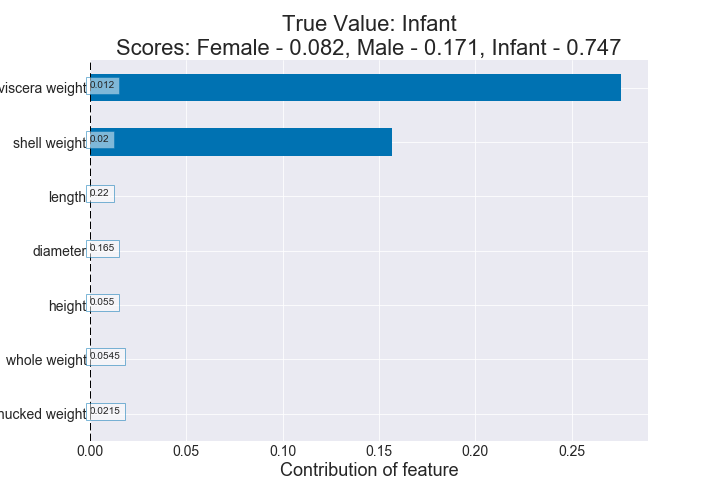 True Value: Infant
Scores: Female - 0.082, Male - 0.171, Infant - 0.747
viscera weight 0.012
shell weight 0.02
length 0.22
diameter 0.165
height 0.055
whole weight 0.0545
hucked weight 0.0215
0.00 0.05 0.10 0.15 0.20 0.25
Contribution of feature